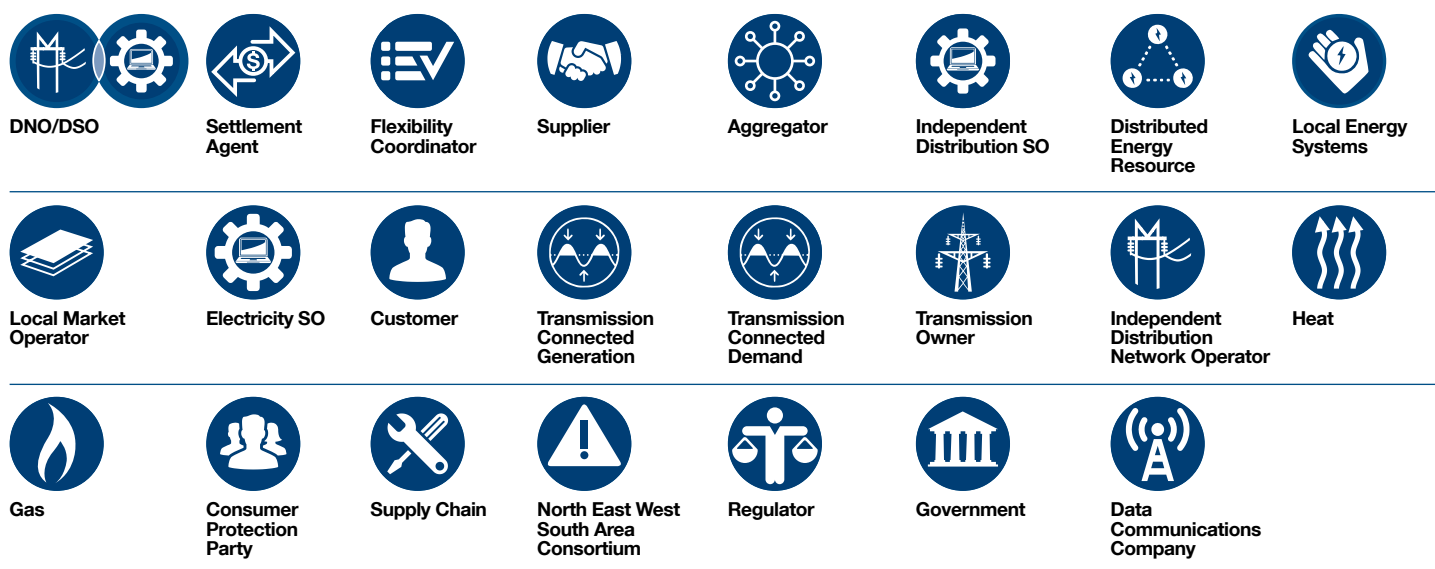 DNO/DSO
Settlement
Agent
Flexibility
Coordinator
Supplier
Aggregator
Independent
Distribution SO
Distributed
Energy
Resource
Local Energy
Systems
Local Market
Operator
Electricity SO
Customer
Transmission
Connected
Generation
Transmission
Connected
Demand
Transmission
Owner
Independent
Distribution
Network Operator
Heat
Gas
Consumer
Protection
Party
Supply Chain
North East West
South Area
Consortium
Regulator
Government
Data
Communications
Company